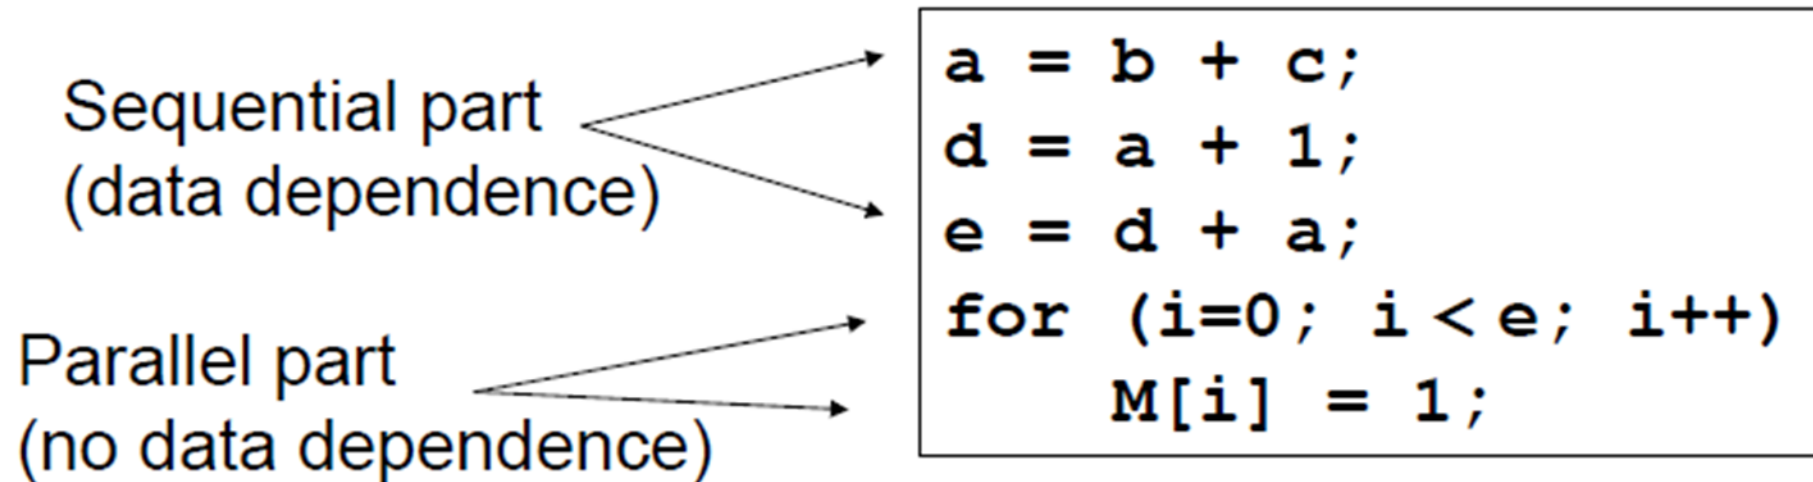 Sequential part
(data dependence)
Parallel part
(no data dependence)
a = b + c;
d = a + 1;
e = d + a;
for (i=0; i < e; i++)
M[i] = 1;